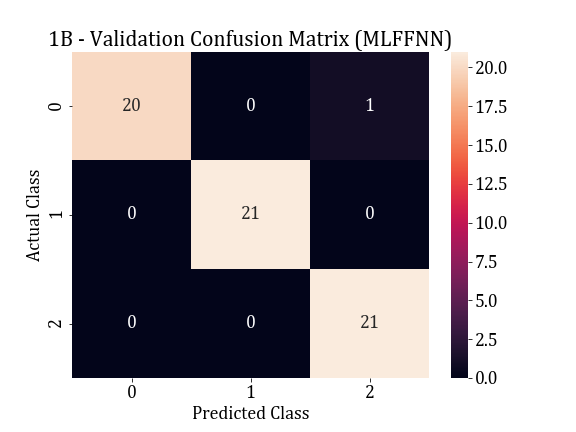 1B - Validation Confusion Matrix (MLFFNN)
0 20 0 1
1 0 21 0
2 0 0 21
0 1 2
Predicted Class
Actual Class
20.0
17.5
15.0
12.5
10.0
7.5
5.0
2.5
0.0